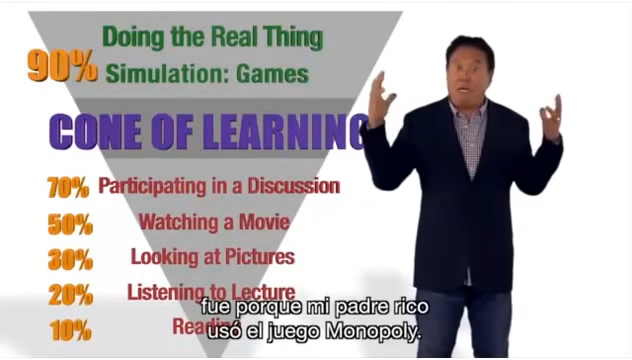 Doing the Real Thing
90%
Simulation: Games
CONE OF LEARNING
70% Participating in a Discussion
50% Watching a Movie
30% Looking at Pictures
20% Listening to Lecture
10% Reading
fue porque mi padre rico
usó el juego Monopoly.